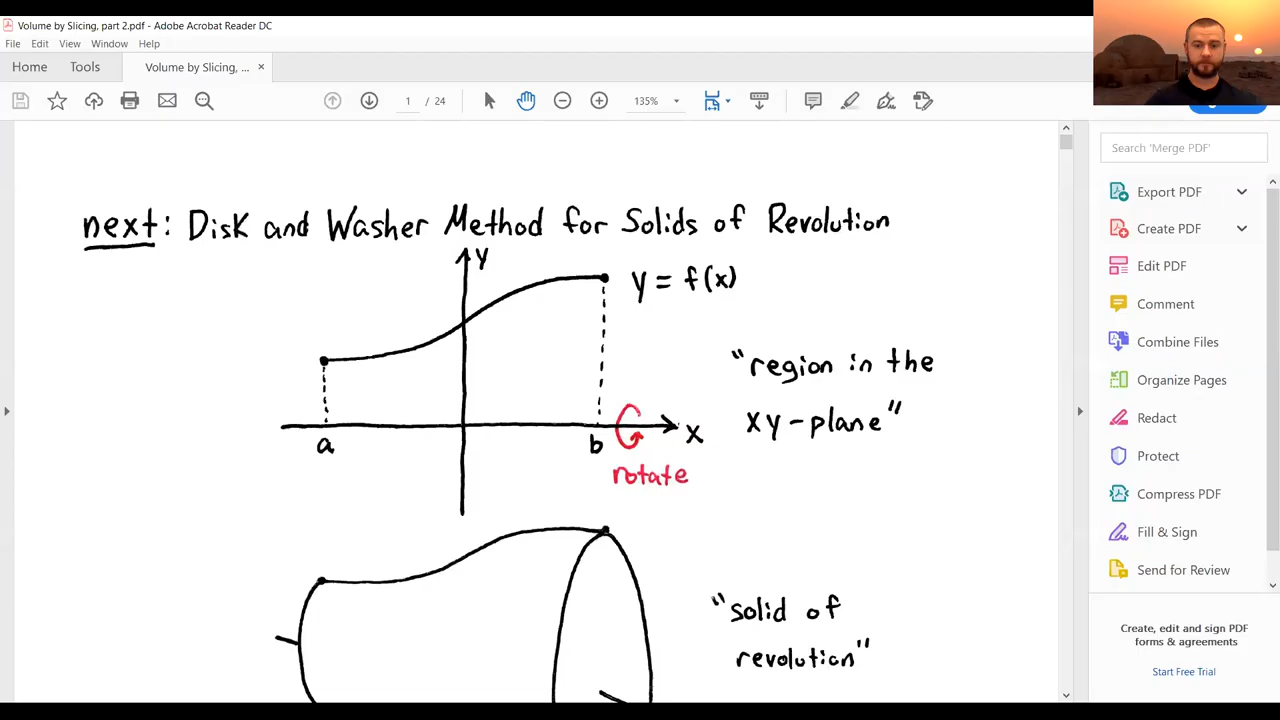 Volume by Slicing, part 2.pdf - Adobe Acrobat Reader DC
File Edit View Window Help
Home Tools Volume by Slicing, ... ×
1 / 24 135%
Search 'Merge PDF'
next: Disk and Washer Method for Solids of Revolution
y
y = f(x)
"region in the
xy-plane"
a b x
rotate
"solid of
revolution"
Export PDF
Create PDF
Edit PDF
Comment
Combine Files
Organize Pages
Redact
Protect
Compress PDF
Fill & Sign
Send for Review
Create, edit and sign PDF
forms & agreements
Start Free Trial